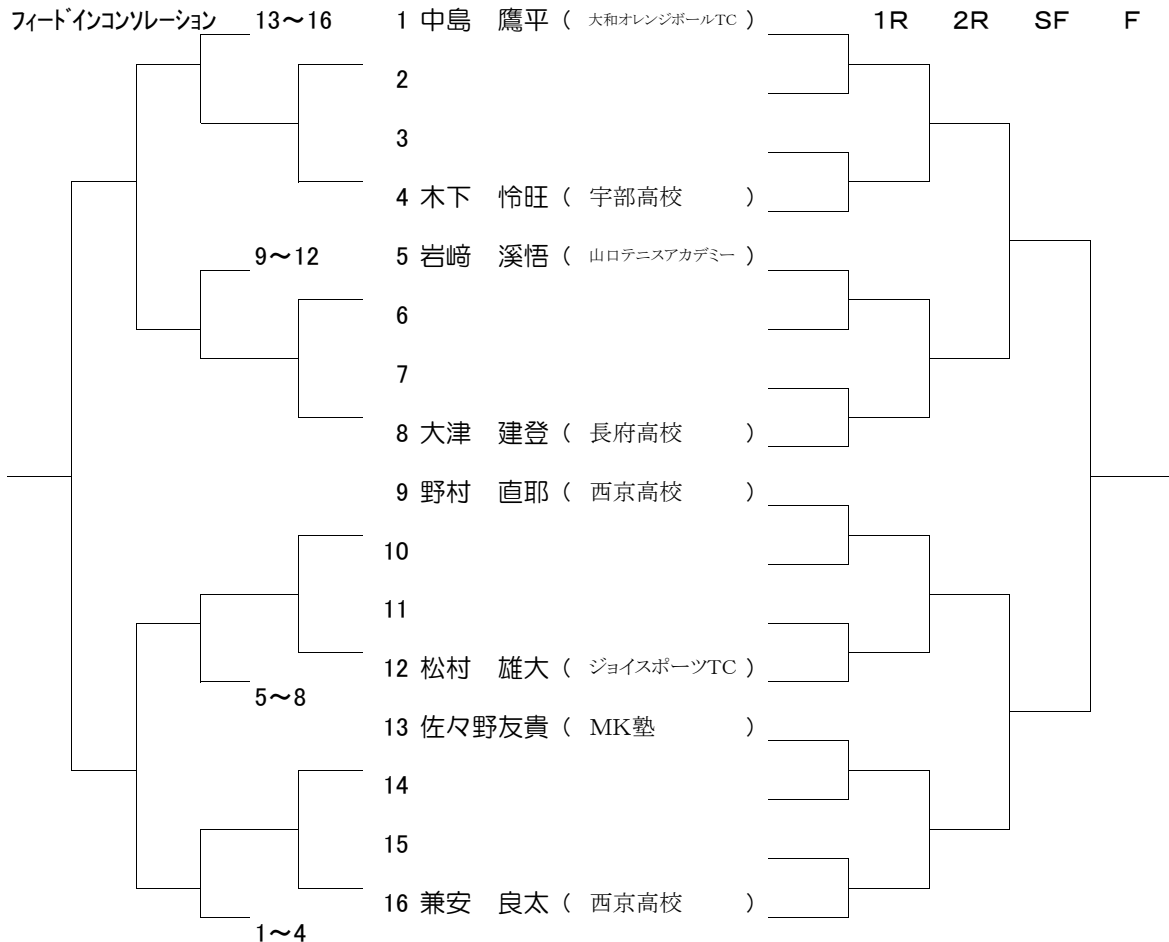 フィードインコンソレーション 13～16 1 中島　鷹平 ( 大和オレンジボールTC ) 1R 2R SF F
2
3
4 木下　怜旺 ( 宇部高校 )
9～12 5 岩﨑　溪悟 ( 山口テニスアカデミー )
6
7
8 大津　建登 ( 長府高校 )
9 野村　直耶 ( 西京高校 )
10
11
12 松村　雄大 ( ジョイスポーツTC )
5～8
13 佐々野友貴 ( MK塾 )
14
15
16 兼安　良太 ( 西京高校 )
1～4